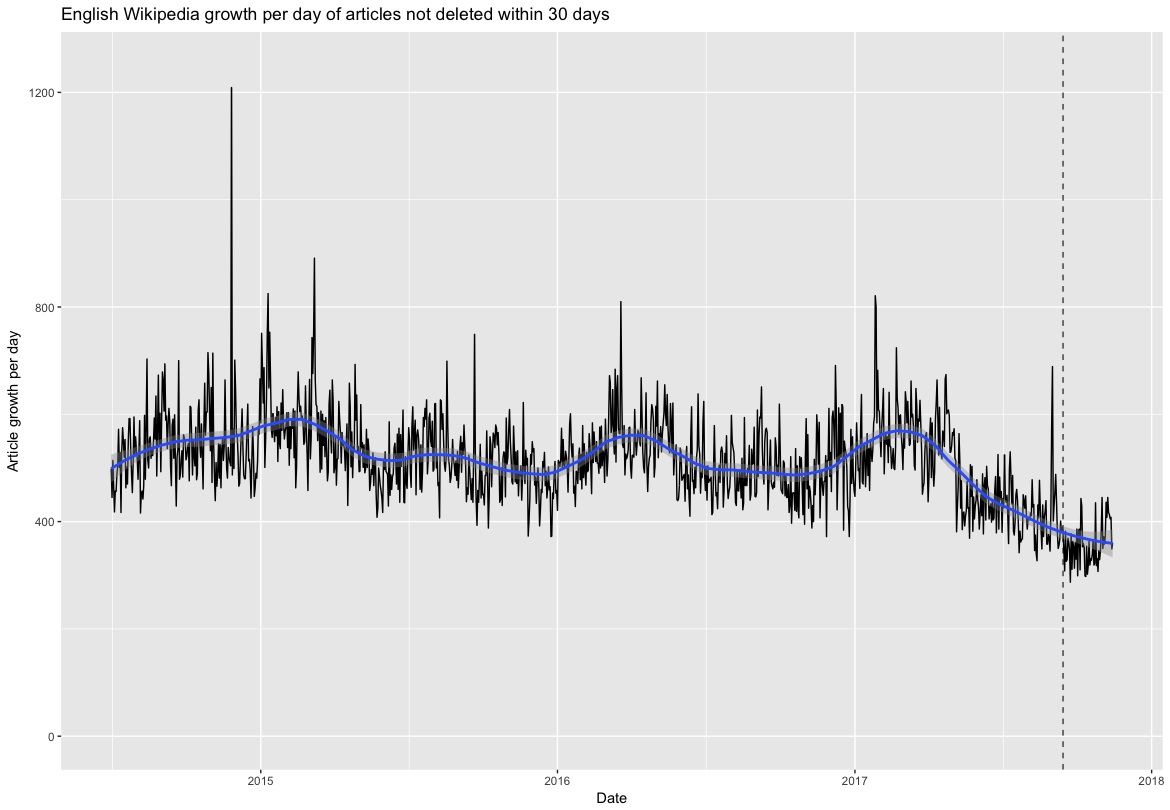 English Wikipedia growth per day of articles not deleted within 30 days
Article growth per day
1200
800
400
0
2015 2016 2017 2018
Date